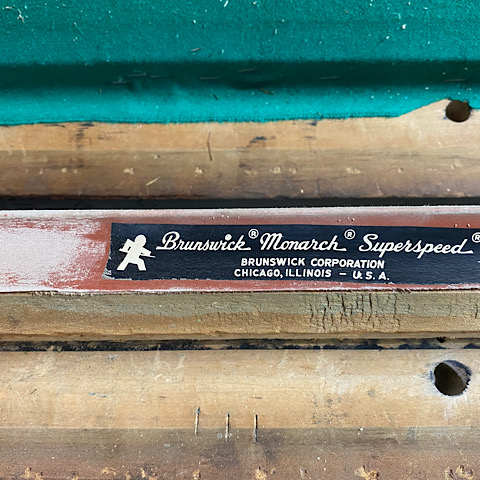 Brunswick® Monarch® Superspeed®
BRUNSWICK CORPORATION
CHICAGO, ILLINOIS – U.S.A.